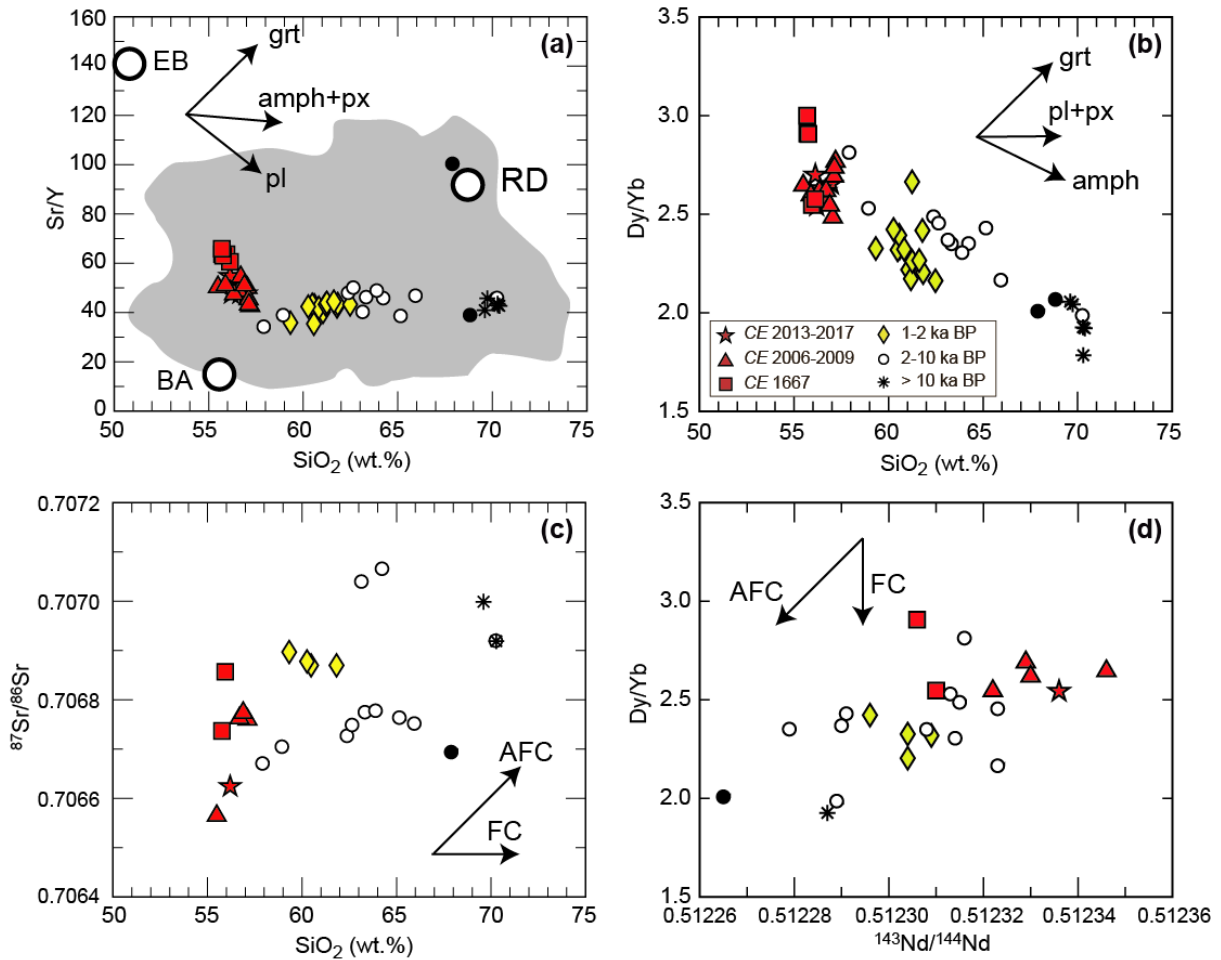 (a)
160
140
120
100
80
60
40
20
0
Sr/Y
EB
grt
amph+px
pl
RD
BA
50 55 60 65 70 75
SiO2 (wt.%)
(b)
3.5
3.0
2.5
2.0
1.5
Dy/Yb
grt
pl+px
amph
CE 2013-2017
CE 2006-2009
CE 1667
1-2 ka BP
2-10 ka BP
> 10 ka BP
50 55 60 65 70 75
SiO2 (wt.%)
(c)
0.7072
0.7070
0.7068
0.7066
0.7064
87Sr/86Sr
AFC
FC
50 55 60 65 70 75
SiO2 (wt.%)
(d)
3.5
3.0
2.5
2.0
1.5
Dy/Yb
AFC
FC
0.51226 0.51228 0.51230 0.51232 0.51234 0.51236
143Nd/144Nd